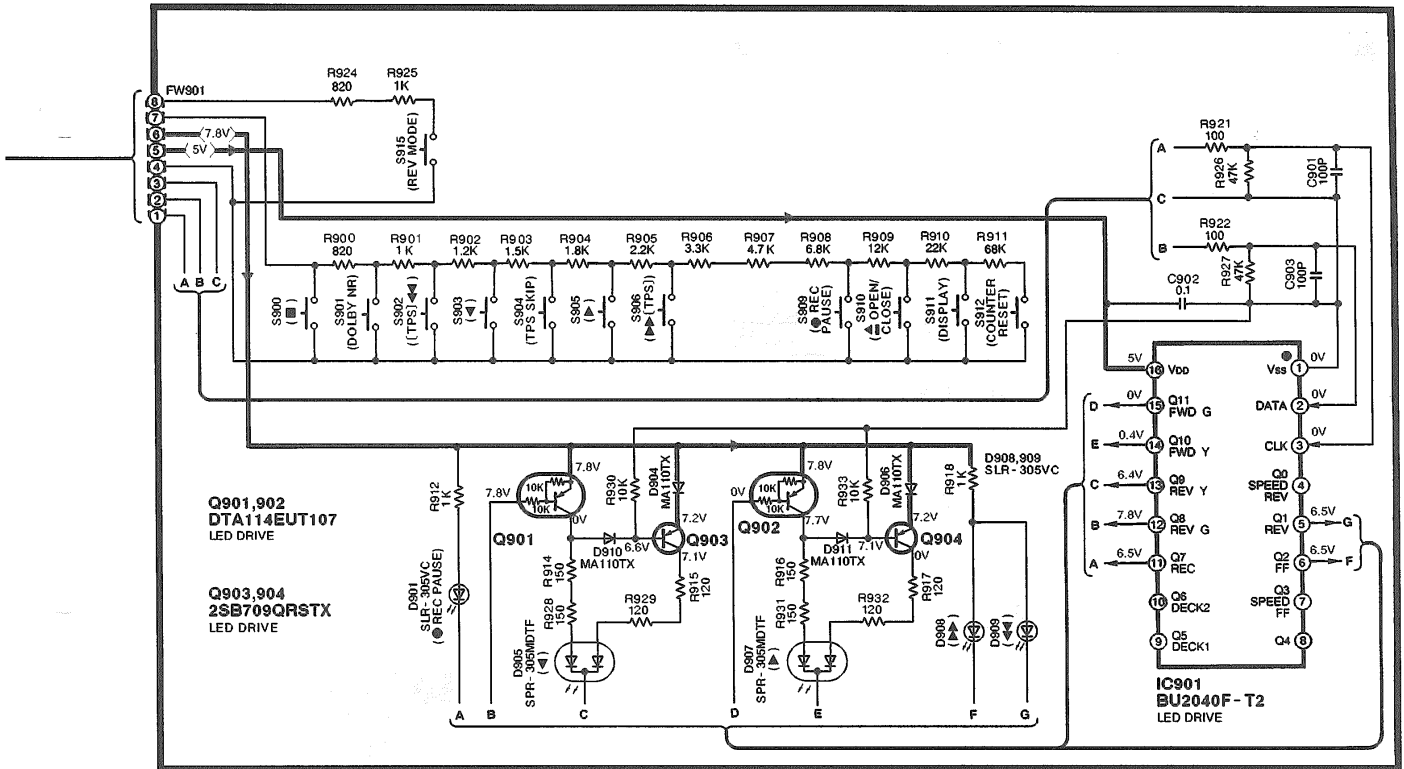 FW901
8
7
6
5
4
3
2
1
7.8V
5V
R924
820
R925
1K
S915
(REV MODE)
A B C
R900
820
R901
1K
R902
1.2K
R903
1.5K
R904
1.8K
R905
2.2K
R906
3.3K
R907
4.7K
R908
6.8K
R909
12K
R910
22K
R911
68K
S900
(■)
S901
(DOLBY NR)
S902
([TPS]◀◀)
S903
(◀)
S904
(TPS SKIP)
S905
(▶)
S906
(▶▶[TPS])
S909
(●REC PAUSE)
S910
(▲OPEN/CLOSE)
S911
(DISPLAY)
S912
(COUNTER RESET)
A
C
B
R921
100
R926
47K
C901
100P
R922
100
R927
47K
C903
100P
C902
0.1
5V
16 VDD
0V
VSS 1
D
0V
15 Q11
FWD G
DATA 2
0V
E
0.4V
14 Q10
FWD Y
CLK 3
0V
C
6.4V
13 Q9
REV Y
Q0
SPEED
REV
4
B
7.8V
12 Q8
REV G
Q1
REV
5
6.5V
G
A
6.5V
11 Q7
REC
Q2
FF
6
6.5V
F
10 Q6
DECK2
Q3
SPEED
FF
7
9 Q5
DECK1
Q4 8
IC901
BU2040F-T2
LED DRIVE
Q901,902
DTA114EUT107
LED DRIVE
Q903,904
2SB709QRSTX
LED DRIVE
R912
1K
D901
SLR-305VC
(●REC PAUSE)
7.8V
7.8V
10K
10K
0V
Q901
R930
10K
D904
MA110TX
7.2V
Q903
7.1V
6.6V
D910
MA110TX
R914
150
R928
150
R929
120
R915
120
D905
SPR-305MDTF
(◀)
0V
7.8V
10K
10K
7.7V
Q902
R933
10K
D906
MA110TX
7.2V
Q904
0V
7.1V
D911
MA110TX
R916
150
R931
150
R932
120
R917
120
D907
SPR-305MDTF
(▶)
R918
1K
D908,909
SLR-305VC
D908
(▶▶)
D909
(◀◀)
A B C D E F G